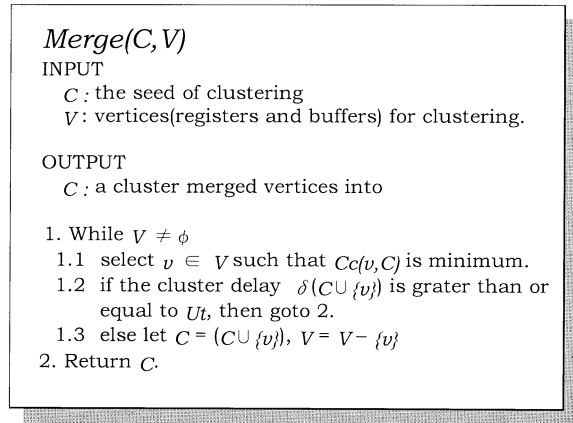 Merge(C, V)
INPUT
C : the seed of clustering
V : vertices(registers and buffers) for clustering.
OUTPUT
C : a cluster merged vertices into
1. While V ≠ ϕ
1.1 select v ∈ V such that Cc(v,C) is minimum.
1.2 if the cluster delay δ(C∪{v}) is grater than or
equal to Ut, then goto 2.
1.3 else let C = (C∪{v}), V = V− {v}
2. Return C.